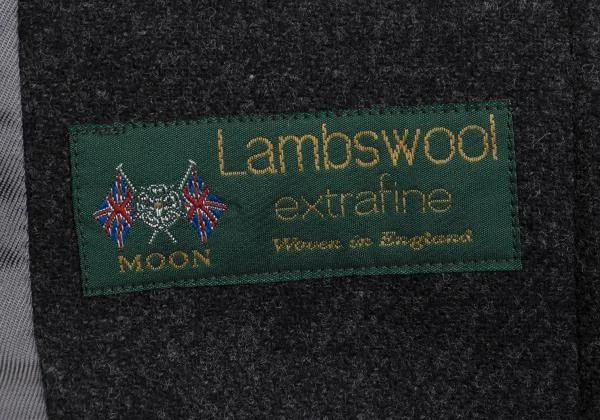 Lambswool
extrafine
Woven in England
MOON